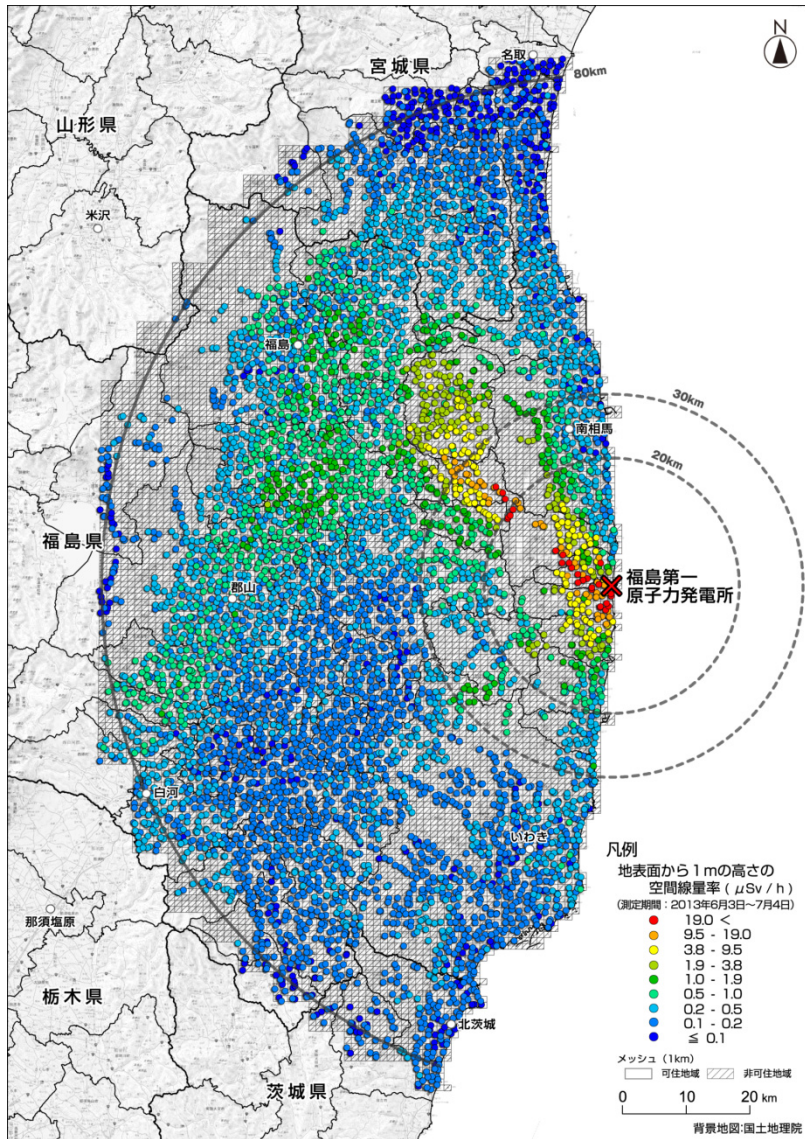 N
名取
宮城県
80km
山形県
米沢
福島
30km
南相馬
20km
福島県
福島第一
原子力発電所
郡山
白河
いわき
那須塩原
栃木県
北茨城
茨城県
凡例
地表面から1mの高さの
空間線量率(μSv/h)
(測定期間:2013年6月3日~7月4日)
19.0 <
9.5 - 19.0
3.8 - 9.5
1.9 - 3.8
1.0 - 1.9
0.5 - 1.0
0.2 - 0.5
0.1 - 0.2
≦ 0.1
メッシュ(1km)
可住地域 非可住地域
0 10 20 km
背景地図:国土地理院